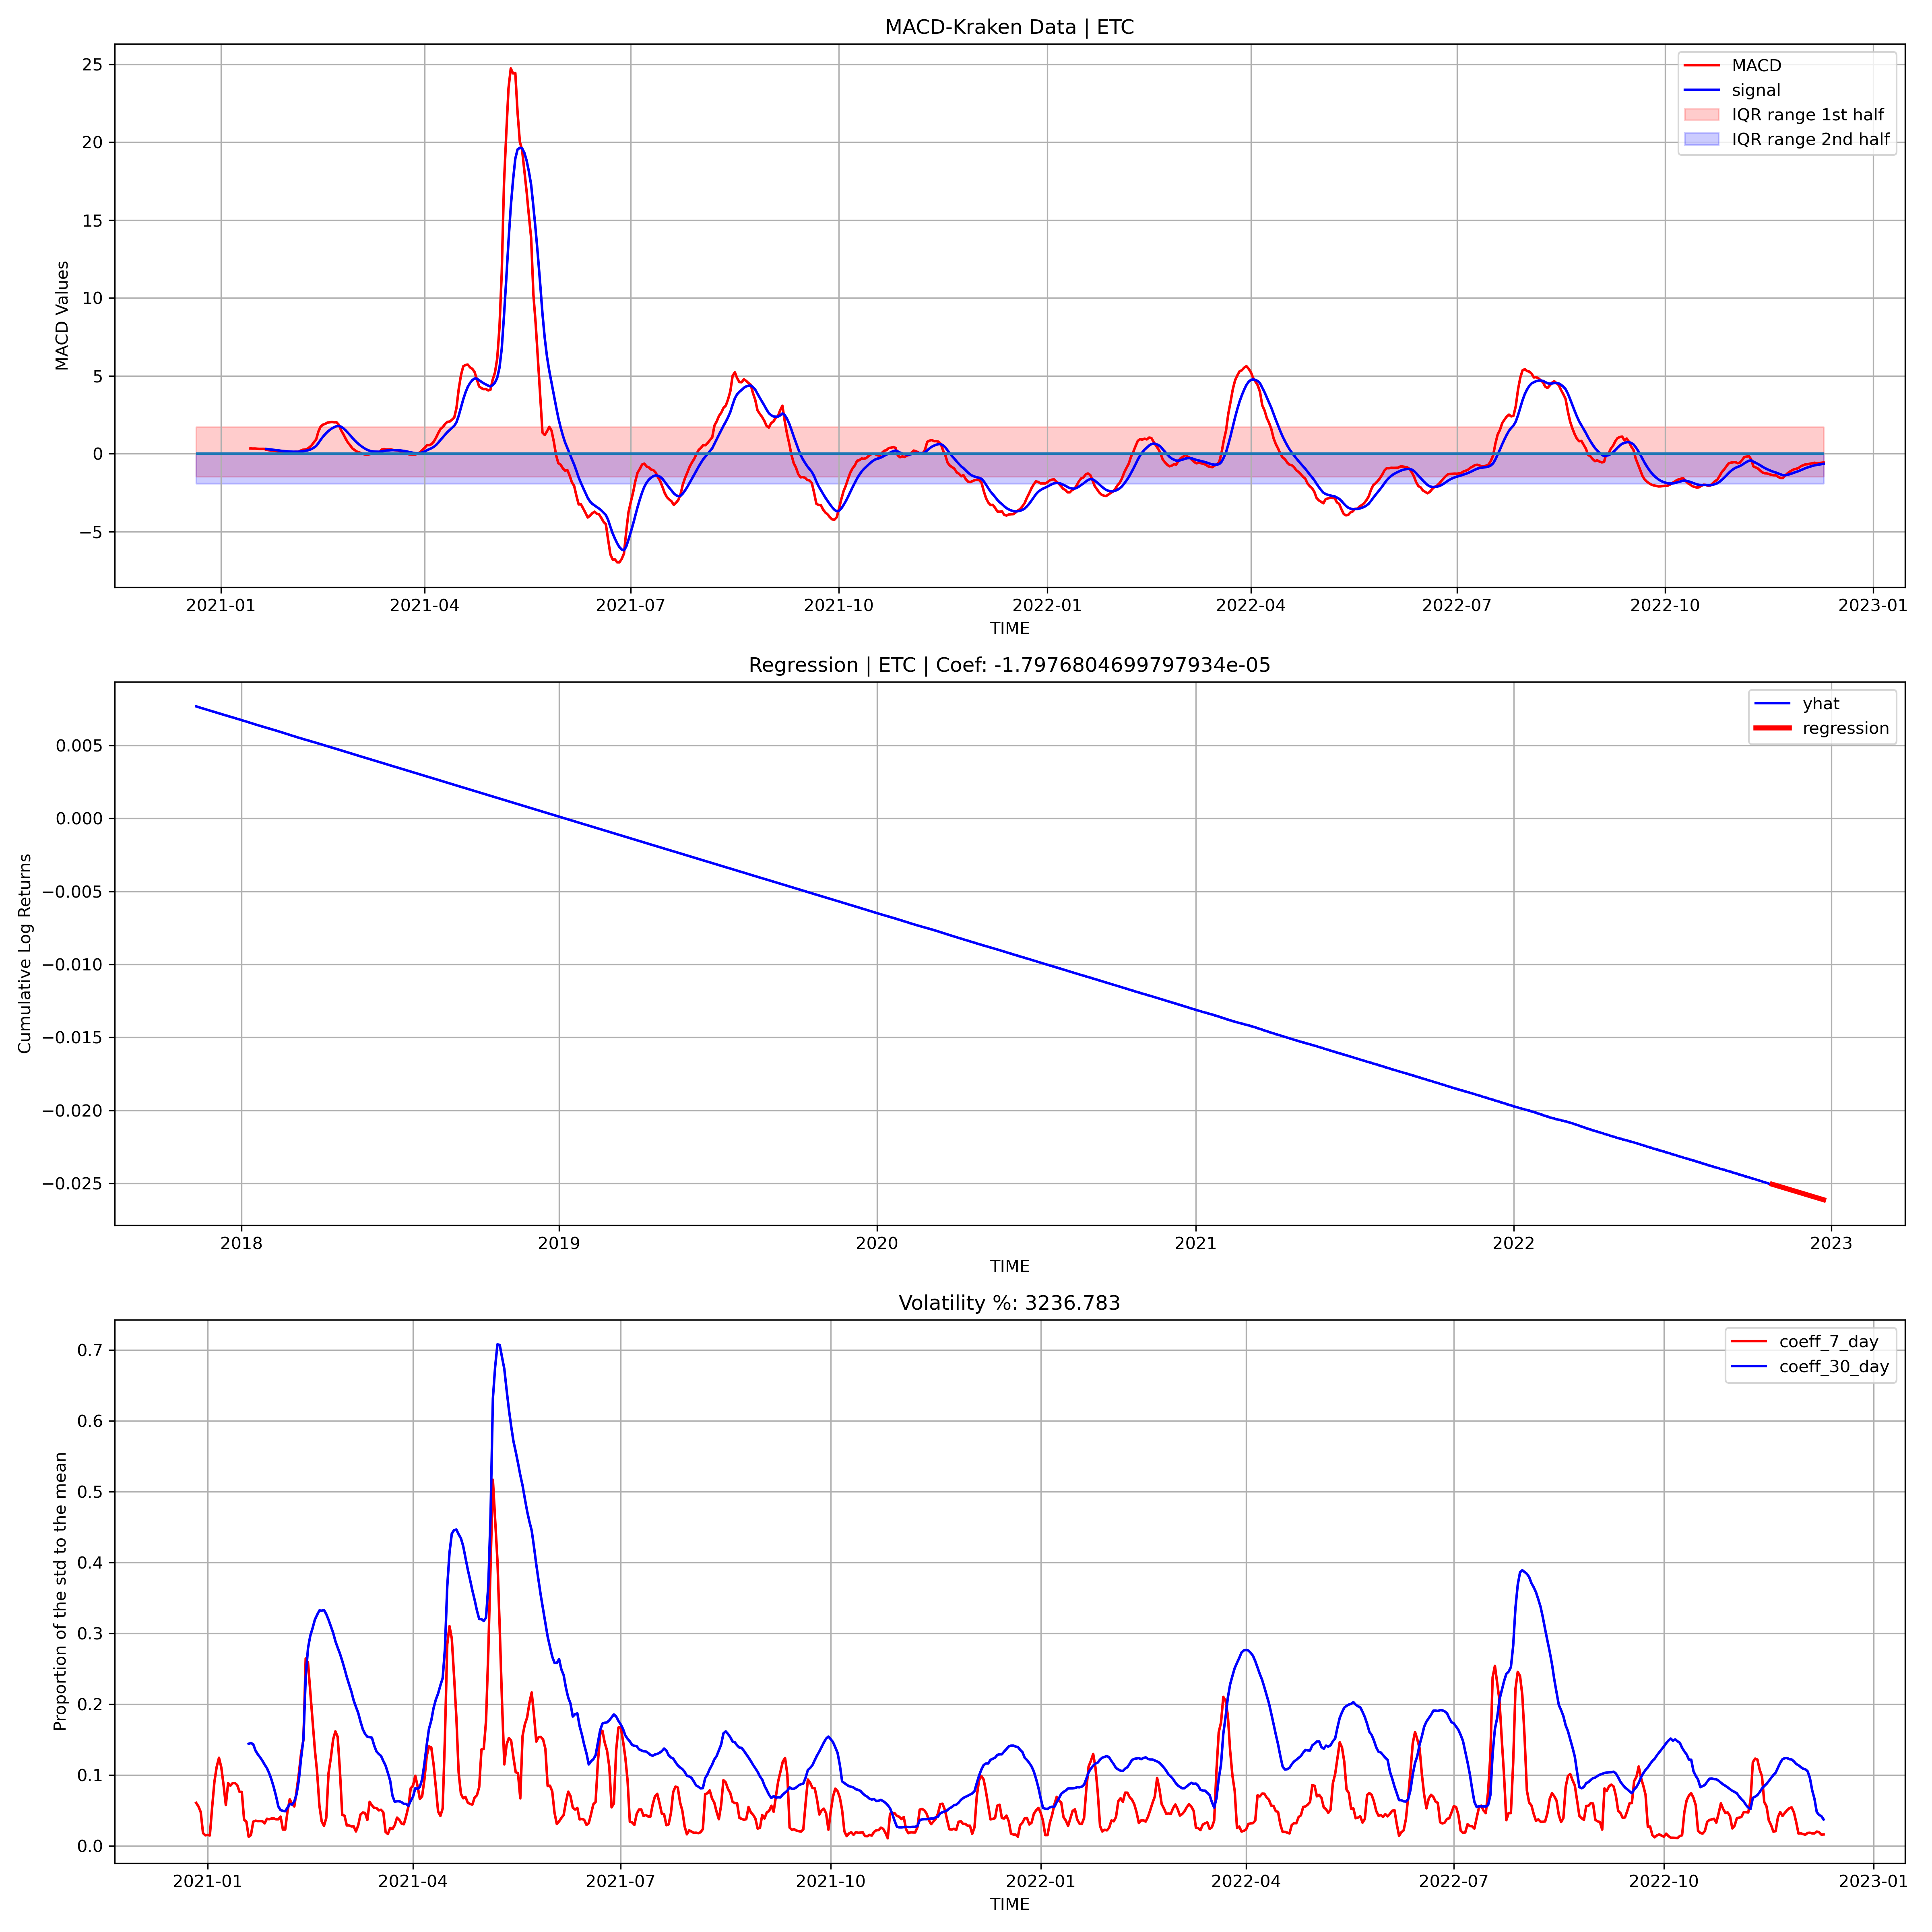 MACD-Kraken Data | ETC
MACD Values
25
20
15
10
5
0
−5
MACD
signal
IQR range 1st half
IQR range 2nd half
2021-01
2021-04
2021-07
2021-10
2022-01
2022-04
2022-07
2022-10
2023-01
TIME
Regression | ETC | Coef: -1.7976804699797934e-05
Cumulative Log Returns
0.005
0.000
−0.005
−0.010
−0.015
−0.020
−0.025
yhat
regression
2018
2019
2020
2021
2022
2023
TIME
Volatility %: 3236.783
Proportion of the std to the mean
0.7
0.6
0.5
0.4
0.3
0.2
0.1
0.0
coeff_7_day
coeff_30_day
2021-01
2021-04
2021-07
2021-10
2022-01
2022-04
2022-07
2022-10
2023-01
TIME